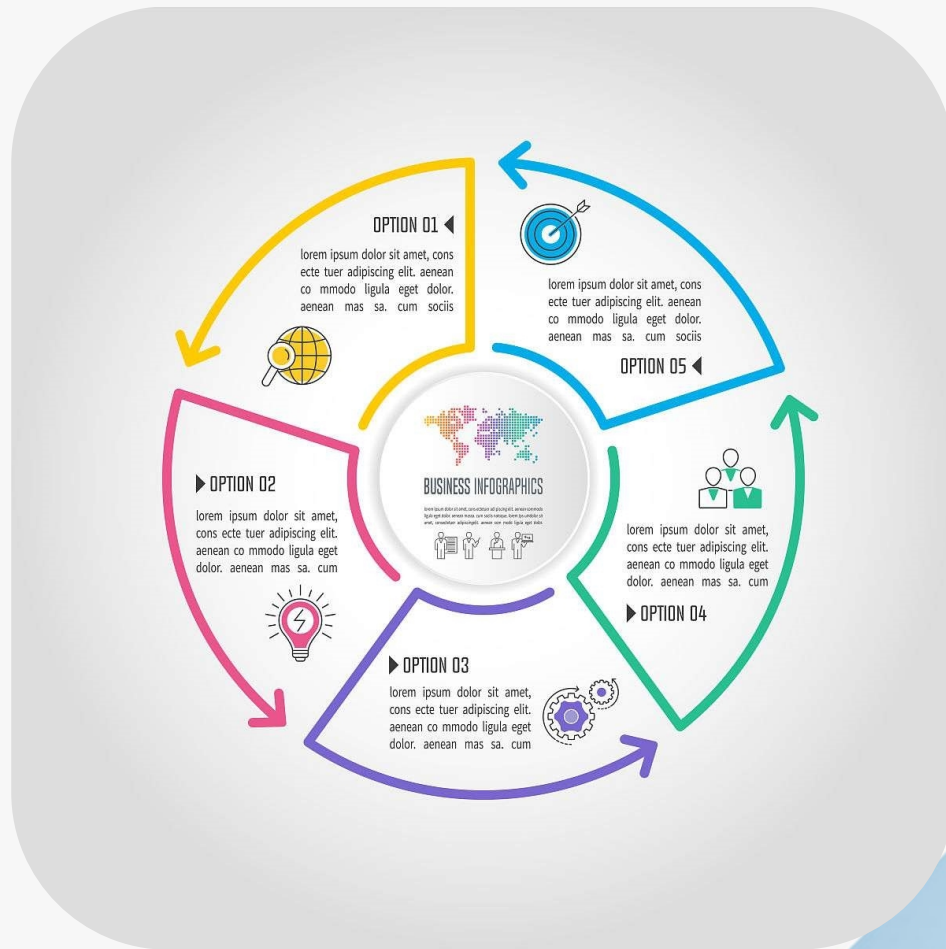 OPTION 01
lorem ipsum dolor sit amet, cons
ecte tuer adipiscing elit. aenean
co mmodo ligula eget dolor.
aenean mas sa. cum sociis
OPTION 02
lorem ipsum dolor sit amet,
cons ecte tuer adipiscing elit.
aenean co mmodo ligula eget
dolor. aenean mas sa. cum
OPTION 03
lorem ipsum dolor sit amet,
cons ecte tuer adipiscing elit.
aenean co mmodo ligula eget
dolor. aenean mas sa. cum
lorem ipsum dolor sit amet,
cons ecte tuer adipiscing elit.
aenean co mmodo ligula eget
dolor. aenean mas sa. cum
OPTION 04
lorem ipsum dolor sit amet, cons
ecte tuer adipiscing elit. aenean
co mmodo ligula eget dolor.
aenean mas sa. cum sociis
OPTION 05
BUSINESS INFOGRAPHICS